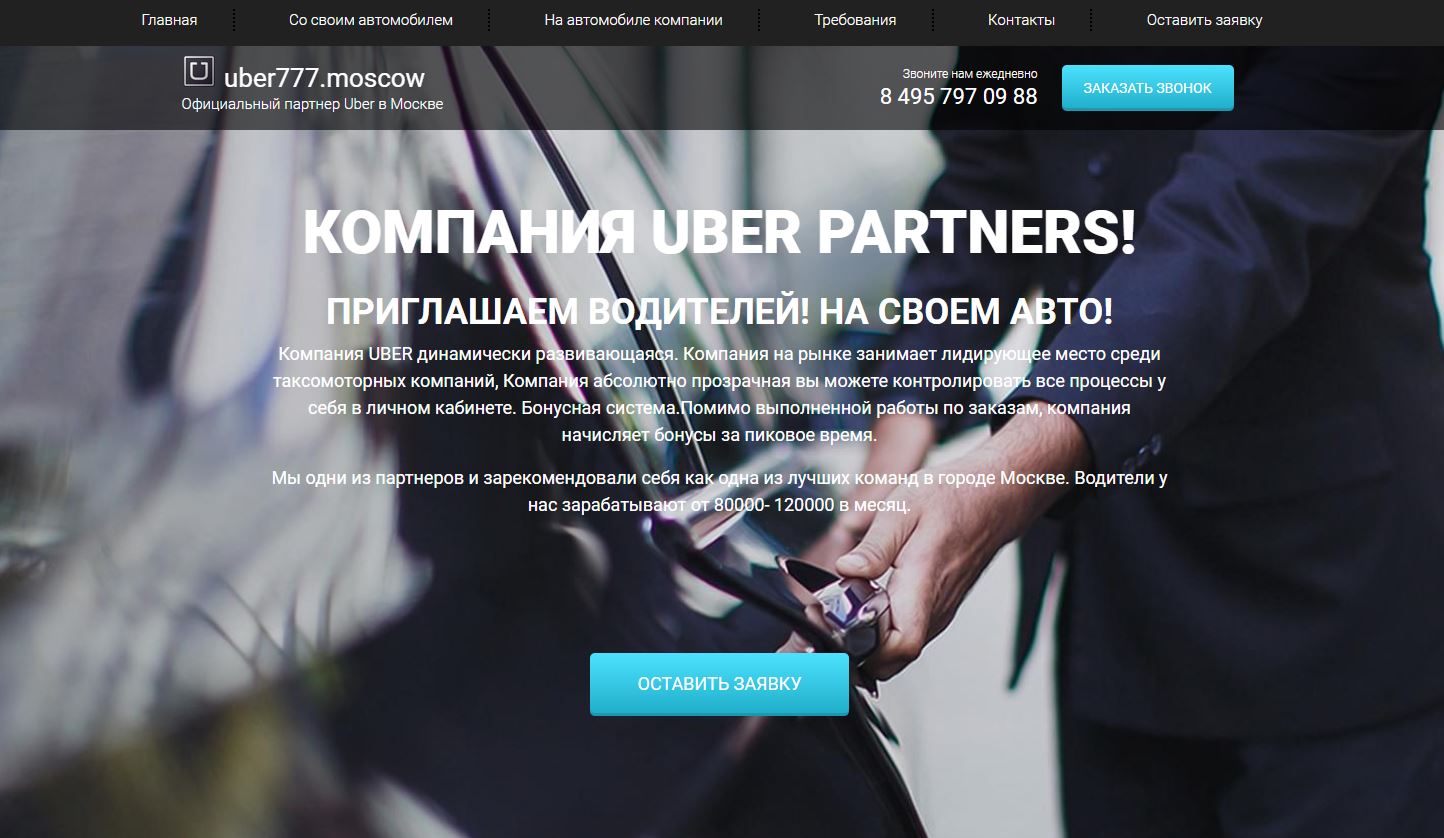 Главная Со своим автомобилем На автомобиле компании Требования Контакты Оставить заявку
uber777.moscow
Официальный партнер Uber в Москве
Звоните нам ежедневно
8 495 797 09 88
ЗАКАЗАТЬ ЗВОНОК
КОМПАНИЯ UBER PARTNERS!
ПРИГЛАШАЕМ ВОДИТЕЛЕЙ! НА СВОЕМ АВТО!
Компания UBER динамически развивающаяся. Компания на рынке занимает лидирующее место среди
таксомоторных компаний, Компания абсолютно прозрачная вы можете контролировать все процессы у
себя в личном кабинете. Бонусная система.Помимо выполненной работы по заказам, компания
начисляет бонусы за пиковое время.
Мы одни из партнеров и зарекомендовали себя как одна из лучших команд в городе Москве. Водители у
нас зарабатывают от 80000- 120000 в месяц.
ОСТАВИТЬ ЗАЯВКУ